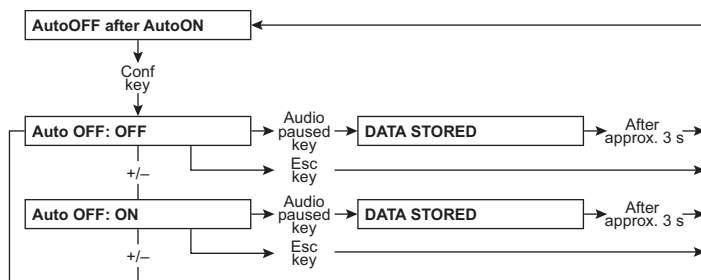 AutoOFF after AutoON
Conf
key
Auto OFF: OFF
Audio
paused
key
DATA STORED
After
approx. 3 s
Esc
key
+/–
Auto OFF: ON
Audio
paused
key
DATA STORED
After
approx. 3 s
Esc
key
+/–